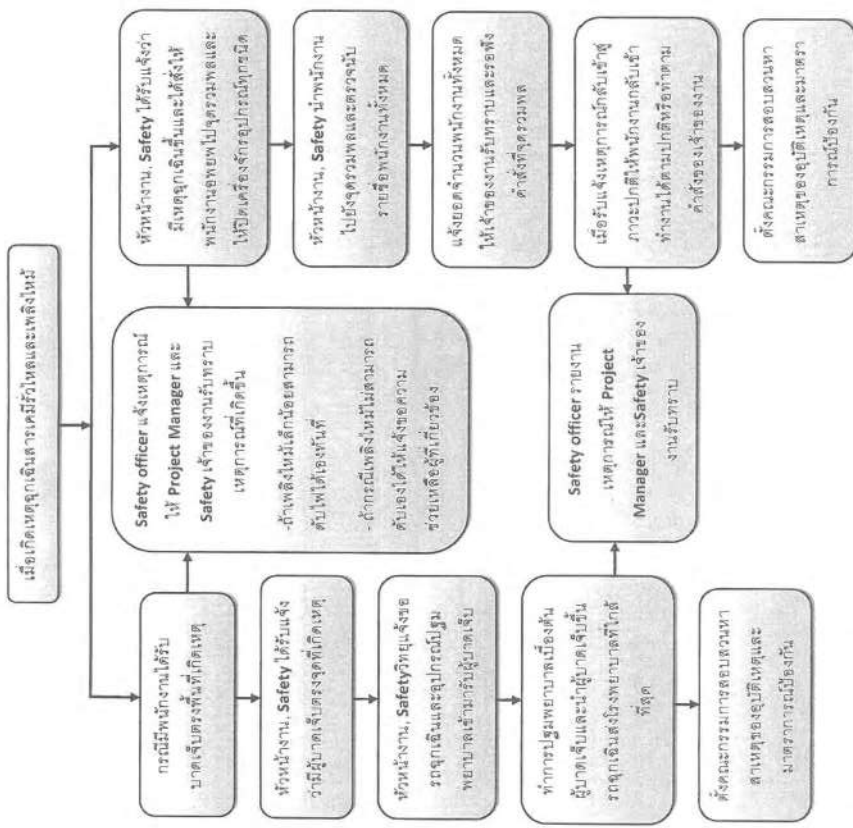 เมื่อเกิดเหตุฉุกเฉินสารเคมีรั่วไหลและเพลิงไหม้
กรณีมีพนักงานได้รับ
บาดเจ็บตรงพื้นที่เกิดเหตุ
หัวหน้างาน, Safety ได้รับแจ้ง
ว่ามีผู้บาดเจ็บตรงจุดที่เกิดเหตุ
หัวหน้างาน, Safetyวิทยุแจ้งขอ
รถฉุกเฉินและอุปกรณ์ปฐม
พยาบาลเข้ามารับผู้บาดเจ็บ
ทำการปฐมพยาบาลเบื้องต้น
ผู้บาดเจ็บและนำผู้บาดเจ็บขึ้น
รถฉุกเฉินส่งโรงพยาบาลที่ใกล้
ที่สุด
ตั้งคณะกรรมการสอบสวนหา
สาเหตุของอุบัติเหตุและ
มาตราการณ์ป้องกัน
Safety officer แจ้งเหตุการณ์
ให้ Project Manager และ
Safety เจ้าของงานรับทราบ
เหตุการณ์ที่เกิดขึ้น
-ถ้าเพลิงไหม้เล็กน้อยสามารถ
ดับไฟได้เองทันที
- ถ้ากรณีเพลิงไหม้ไม่สามารถ
ดับเองได้ให้แจ้งขอความ
ช่วยเหลือผู้ที่เกี่ยวข้อง
Safety officer รายงาน
เหตุการณ์ให้ Project
Manager และSafety เจ้าของ
งานรับทราบ
หัวหน้างาน, Safety ได้รับแจ้งว่า
มีเหตุฉุกเฉินขึ้นและได้สั่งให้
พนักงานอพยพไปจุดรวมพลและ
ให้ปิดเครื่องจักรอุปกรณ์ทุกชนิด
หัวหน้างาน, Safety นำพนักงาน
ไปยังจุดรวมพลและตรวจนับ
รายชื่อพนักงานทั้งหมด
แจ้งยอดจำนวนพนักงานทั้งหมด
ให้เจ้าของงานรับทราบและรอฟัง
คำสั่งที่จุดรวมพล
เมื่อรับแจ้งเหตุการณ์กลับเข้าสู่
ภาวะปกติให้พนักงานกลับเข้า
ทำงานได้ตามปกติหรือทำตาม
คำสั่งของเจ้าของงาน
ตั้งคณะกรรมการสอบสวนหา
สาเหตุของอุบัติเหตุและมาตรา
การณ์ป้องกัน